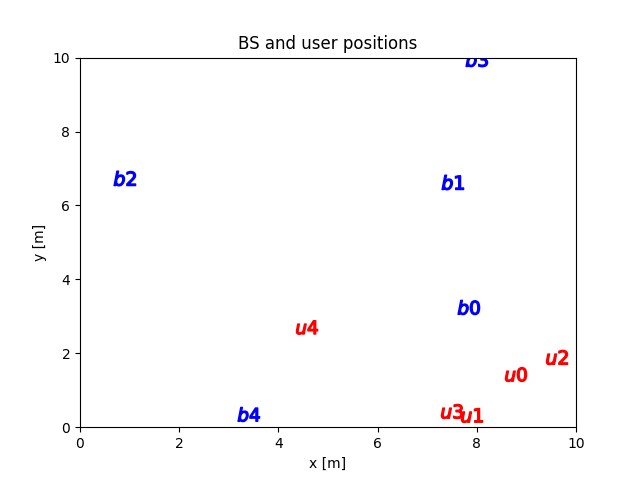 BS and user positions
10
b3
8
b2
b1
6
y [m]
4
b0
u4
2
u2
u0
b4
u3
u1
0
0 2 4 6 8 10
x [m]